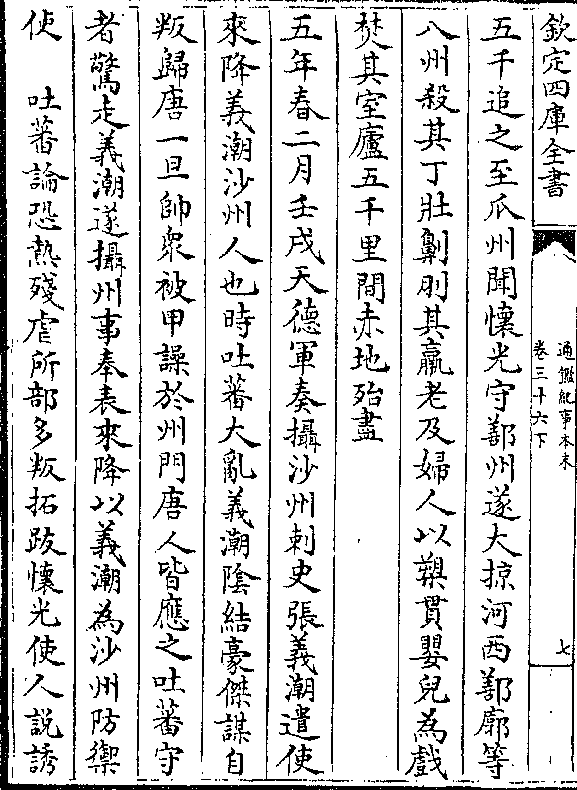 欽定四庫全書
通鑑紀事本末
卷三十六下
七
五千追之至瓜州聞懷光守鄯州遂大掠河西鄯廓等
八州殺其丁壯劓刖其羸老及婦人以槊貫嬰兒為戲
焚其室廬五千里間赤地殆盡
五年春二月壬戌天德軍奏攝沙州刺史張義潮遣使
來降義潮沙州人也時吐蕃大亂義潮陰結豪傑謀自
叛歸唐一旦帥衆被甲譟於州門唐人皆應之吐蕃守
者驚走義潮遂攝州事奉表來降以義潮為沙州防禦
使　吐蕃論恐熱殘虐所部多叛拓跋懷光使人說誘